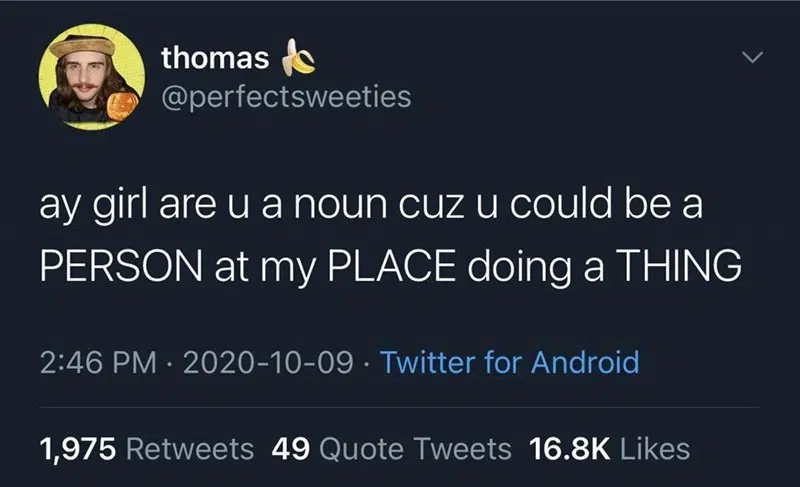 thomas 🍌
@perfectsweeties
ay girl are u a noun cuz u could be a
PERSON at my PLACE doing a THING
2:46 PM · 2020-10-09 · Twitter for Android
1,975 Retweets 49 Quote Tweets 16.8K Likes